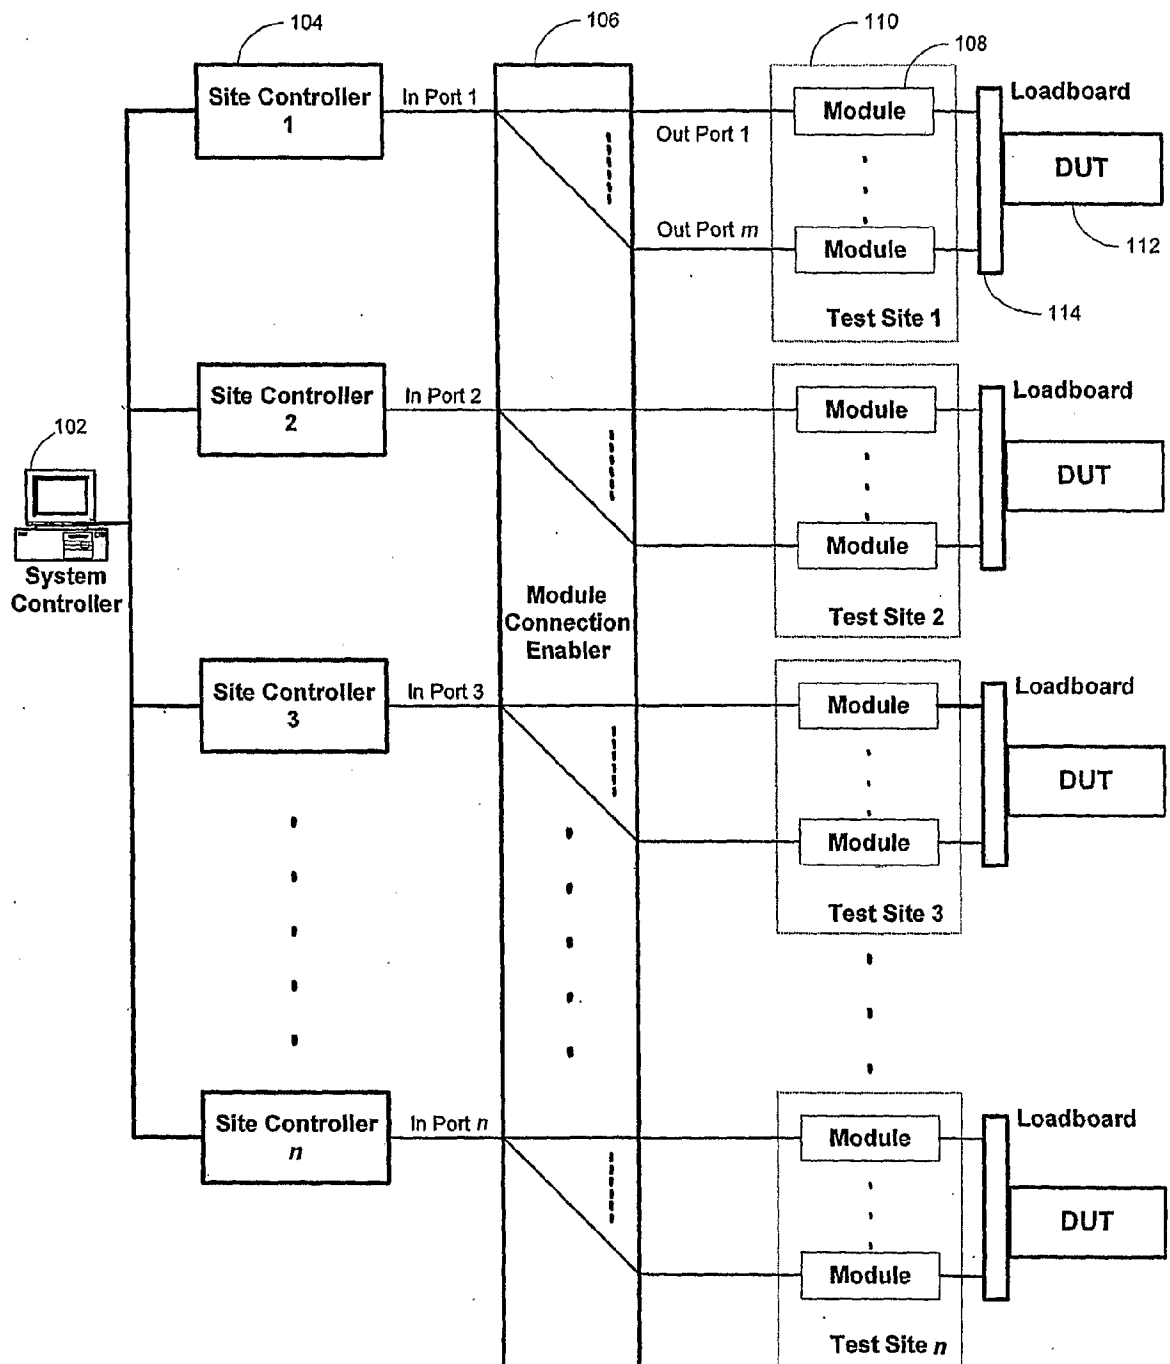 104
106
110
108
Site Controller
1
In Port 1
Out Port 1
Out Port m
Module
Module
Test Site 1
Loadboard
DUT
112
114
Site Controller
2
In Port 2
Module
Module
Test Site 2
Loadboard
DUT
102
System
Controller
Module
Connection
Enabler
Site Controller
3
In Port 3
Module
Module
Test Site 3
Loadboard
DUT
Site Controller
n
In Port n
Module
Module
Test Site n
Loadboard
DUT